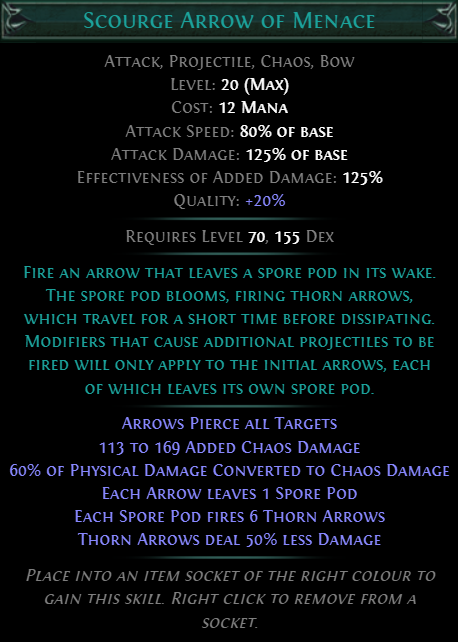 Scourge Arrow of Menace
Attack, Projectile, Chaos, Bow
Level: 20 (Max)
Cost: 12 Mana
Attack Speed: 80% of base
Attack Damage: 125% of base
Effectiveness of Added Damage: 125%
Quality: +20%
Requires Level 70, 155 Dex
Fire an arrow that leaves a spore pod in its wake.
The spore pod blooms, firing thorn arrows,
which travel for a short time before dissipating.
Modifiers that cause additional projectiles to be
fired will only apply to the initial arrows, each
of which leaves its own spore pod.
Arrows Pierce all Targets
113 to 169 Added Chaos Damage
60% of Physical Damage Converted to Chaos Damage
Each Arrow leaves 1 Spore Pod
Each Spore Pod fires 6 Thorn Arrows
Thorn Arrows deal 50% less Damage
Place into an item socket of the right colour to
gain this skill. Right click to remove from a
socket.